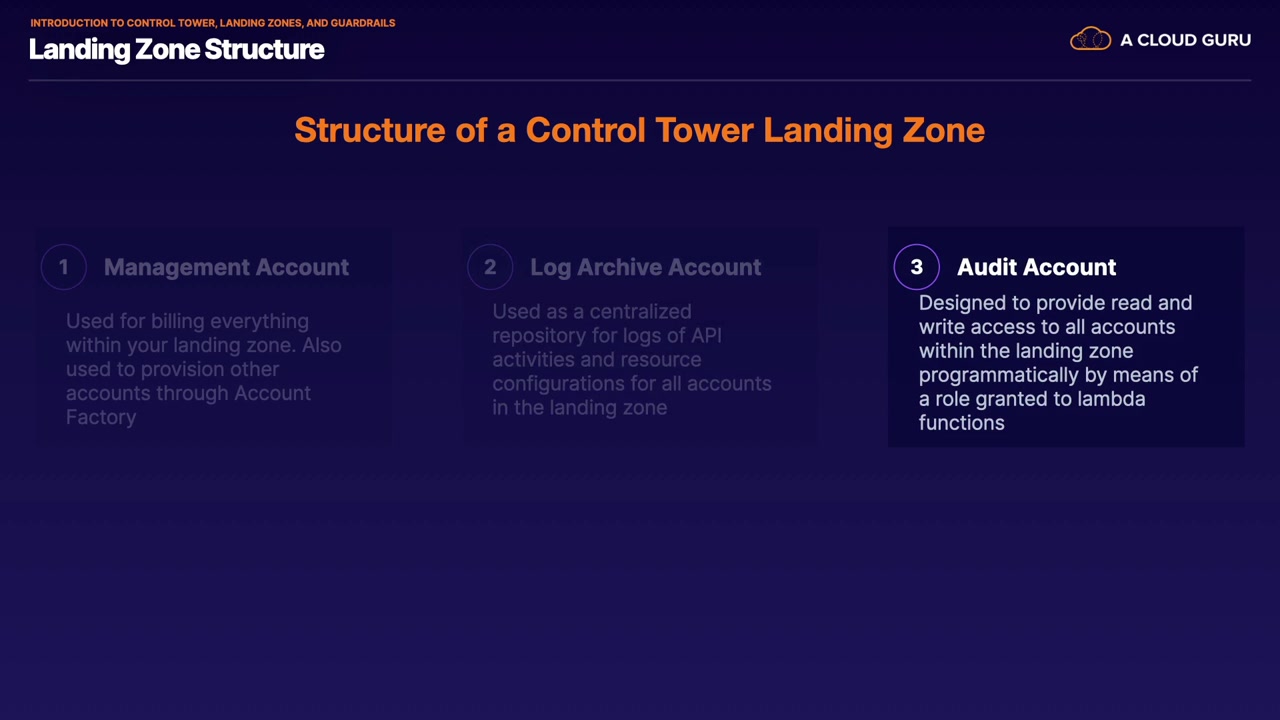 INTRODUCTION TO CONTROL TOWER, LANDING ZONES, AND GUARDRAILS
Landing Zone Structure
A CLOUD GURU
Structure of a Control Tower Landing Zone
1
Management Account
Used for billing everything
within your landing zone. Also
used to provision other
accounts through Account
Factory
2
Log Archive Account
Used as a centralized
repository for logs of API
activities and resource
configurations for all accounts
in the landing zone
3
Audit Account
Designed to provide read and
write access to all accounts
within the landing zone
programmatically by means of
a role granted to lambda
functions